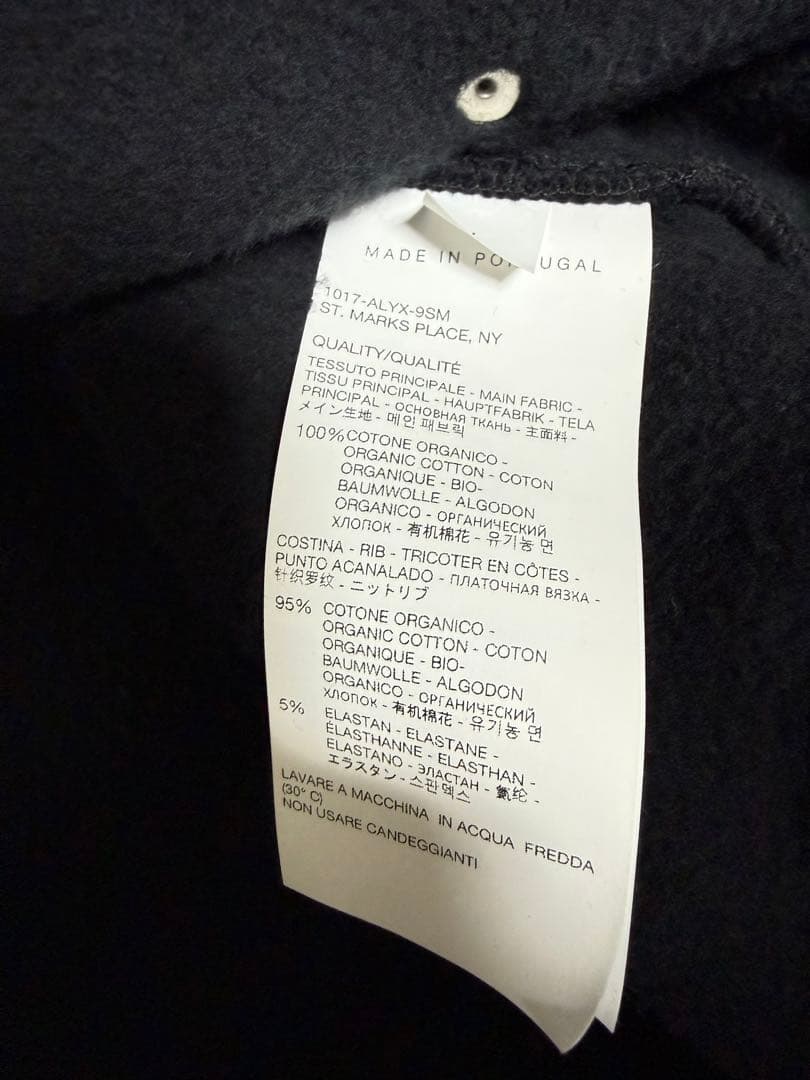 MADE IN PORTUGAL
1017-ALYX-9SM
ST. MARKS PLACE, NY
QUALITY/QUALITÉ
TESSUTO PRINCIPALE - MAIN FABRIC -
TISSU PRINCIPAL - HAUPTFABRIK - TELA
PRINCIPAL - ОСНОВНАЯ ТКАНЬ - 主面料 -
メイン生地 - 메인 패브릭
100% COTONE ORGANICO -
ORGANIC COTTON - COTON
ORGANIQUE - BIO-
BAUMWOLLE - ALGODON
ORGANICO - ОРГАНИЧЕСКИЙ
ХЛОПОК - 有机棉花 - 유기농 면
COSTINA - RIB - TRICOTER EN CÔTES -
PUNTO ACANALADO - ПЛАТОЧНАЯ ВЯЗКА -
针织罗纹 - ニットリブ
95% COTONE ORGANICO -
ORGANIC COTTON - COTON
ORGANIQUE - BIO-
BAUMWOLLE - ALGODON
ORGANICO - ОРГАНИЧЕСКИЙ
ХЛОПОК - 有机棉花 - 유기농 면
5% ELASTAN - ELASTANE -
ÉLASTHANNE - ELASTHAN -
ELASTANO - ЭЛАСТАН - 氨纶 -
エラスタン - 스판덱스
LAVARE A MACCHINA IN ACQUA FREDDA
(30° C)
NON USARE CANDEGGIANTI